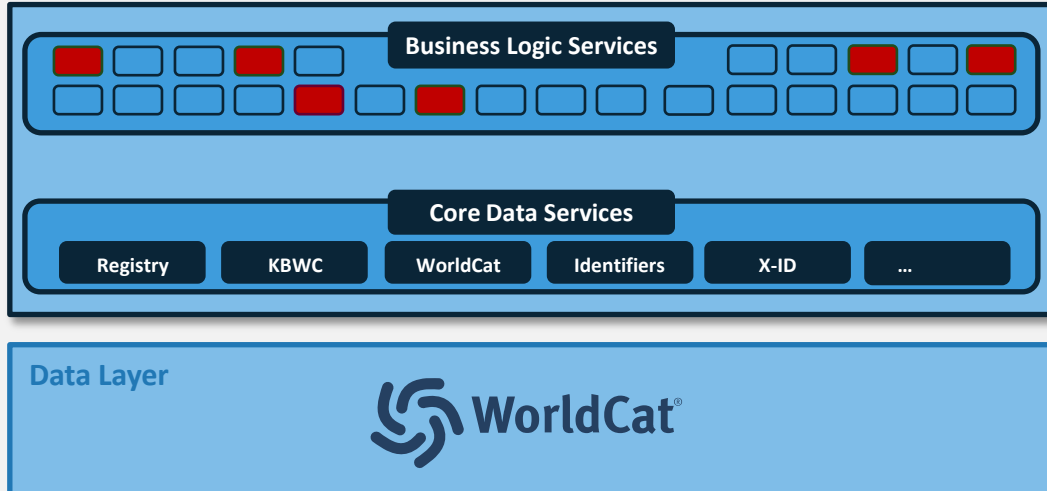 Business Logic Services
Core Data Services
Registry
KBWC
WorldCat
Identifiers
X-ID
...
Data Layer
WorldCat®